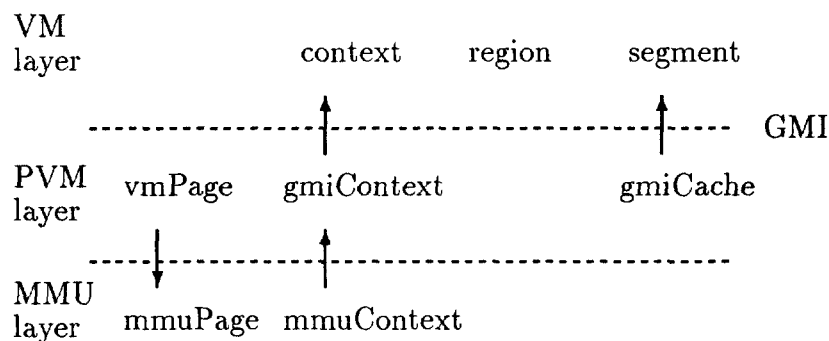 VM
layer
context region segment
GMI
PVM
layer
vmPage gmiContext gmiCache
MMU
layer
mmuPage mmuContext